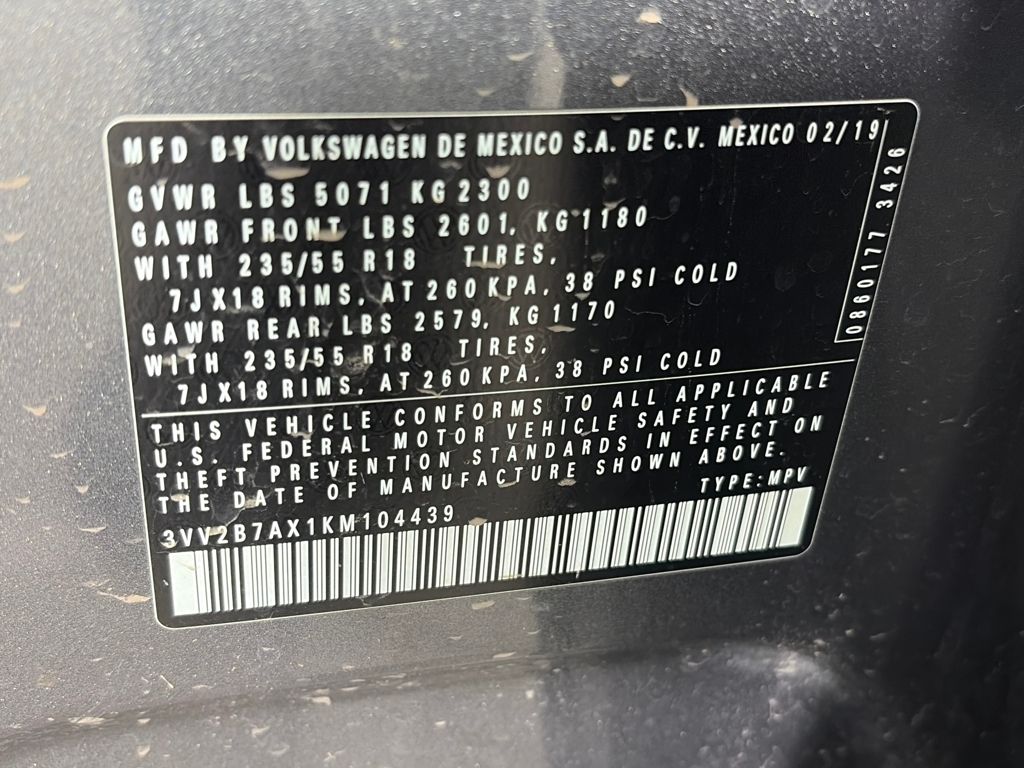 MFD BY VOLKSWAGEN DE MEXICO S.A. DE C.V. MEXICO 02/19
GVWR LBS 5071 KG 2300
GAWR FRONT LBS 2601, KG 1180
WITH 235/55 R18 TIRES,
7JX18 RIMS, AT 260 KPA, 38 PSI COLD
GAWR REAR LBS 2579, KG 1170
WITH 235/55 R18 TIRES,
7JX18 RIMS, AT 260 KPA, 38 PSI COLD
0860177 3426
THIS VEHICLE CONFORMS TO ALL APPLICABLE
U.S. FEDERAL MOTOR VEHICLE SAFETY AND
THEFT PREVENTION STANDARDS IN EFFECT ON
THE DATE OF MANUFACTURE SHOWN ABOVE.
TYPE: MPV
3VV2B7AX1KM104439